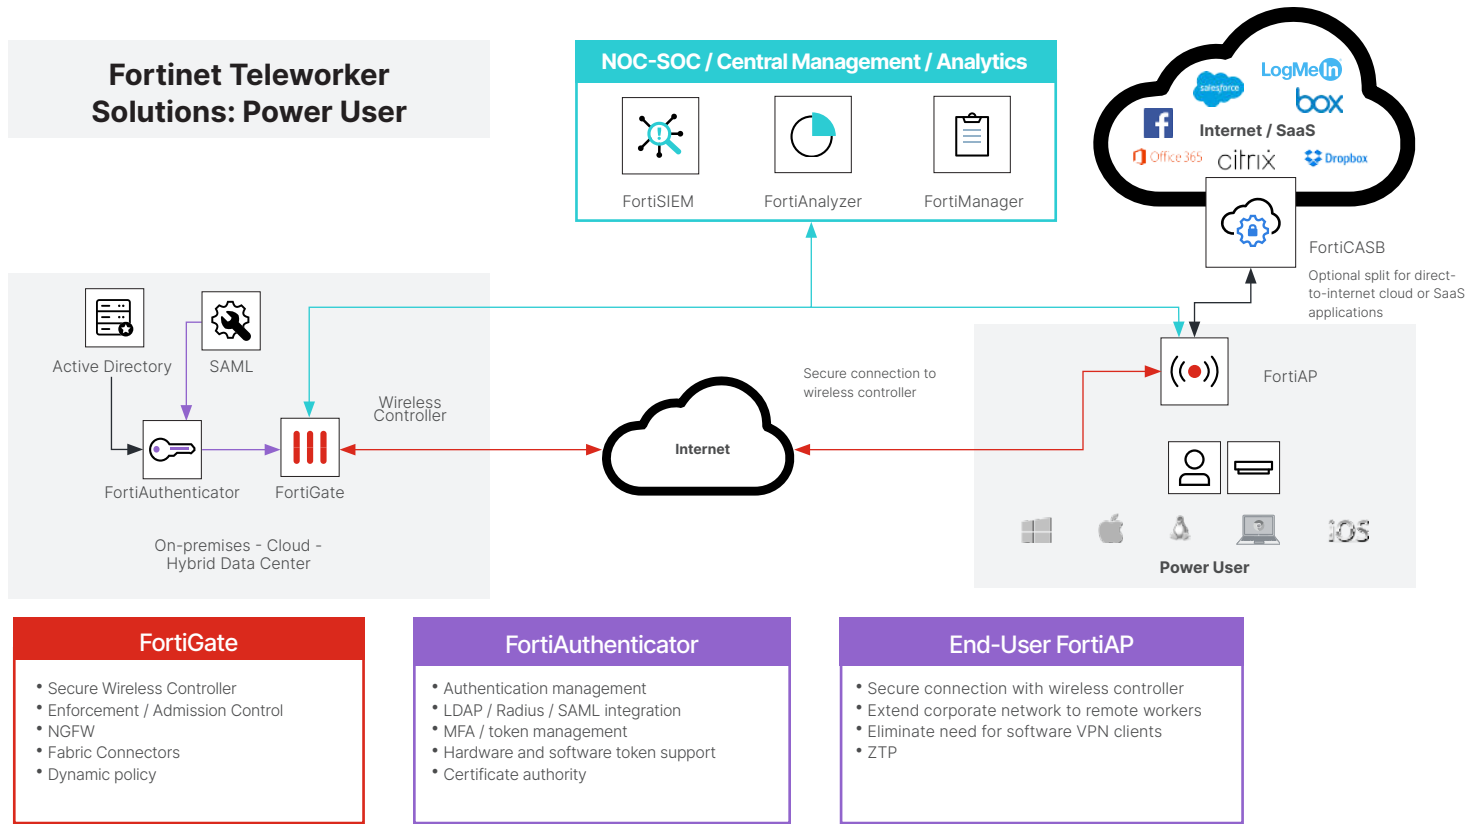 Fortinet Teleworker
Solutions: Power User
NOC-SOC / Central Management / Analytics
FortiSIEM
FortiAnalyzer
FortiManager
LogMeIn
salesforce
box
Internet / SaaS
Office 365
citrix
Dropbox
FortiCASB
Optional split for direct-
to-internet cloud or SaaS
applications
Active Directory
SAML
Wireless
Controller
FortiAuthenticator
FortiGate
On-premises - Cloud -
Hybrid Data Center
Internet
Secure connection to
wireless controller
FortiAP
iOS
Power User
FortiGate
• Secure Wireless Controller
• Enforcement / Admission Control
• NGFW
• Fabric Connectors
• Dynamic policy
FortiAuthenticator
• Authentication management
• LDAP / Radius / SAML integration
• MFA / token management
• Hardware and software token support
• Certificate authority
End-User FortiAP
• Secure connection with wireless controller
• Extend corporate network to remote workers
• Eliminate need for software VPN clients
• ZTP